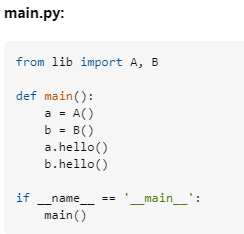 main.py:
from lib import A, B
def main():
    a = A()
    b = B()
    a.hello()
    b.hello()
if __name__ == '__main__':
    main()